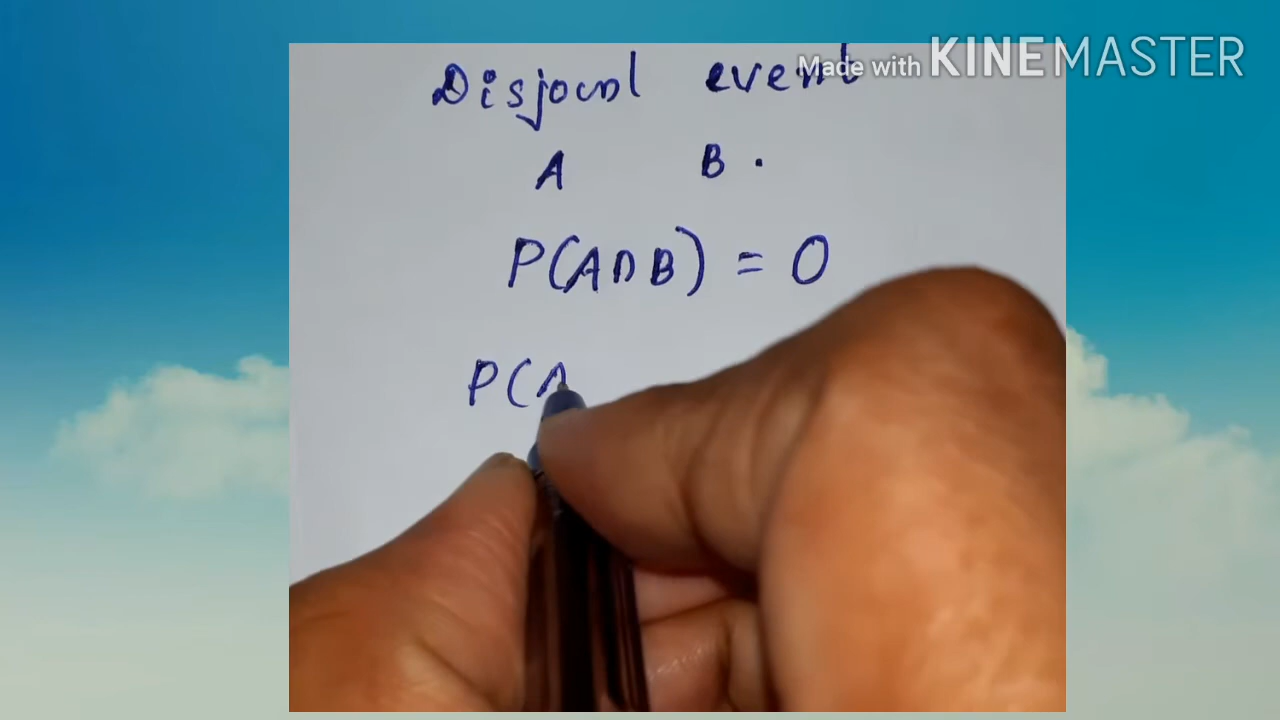 Made with KINEMASTER
Disjoint event
A B .
P(A∩B) = 0
P(A